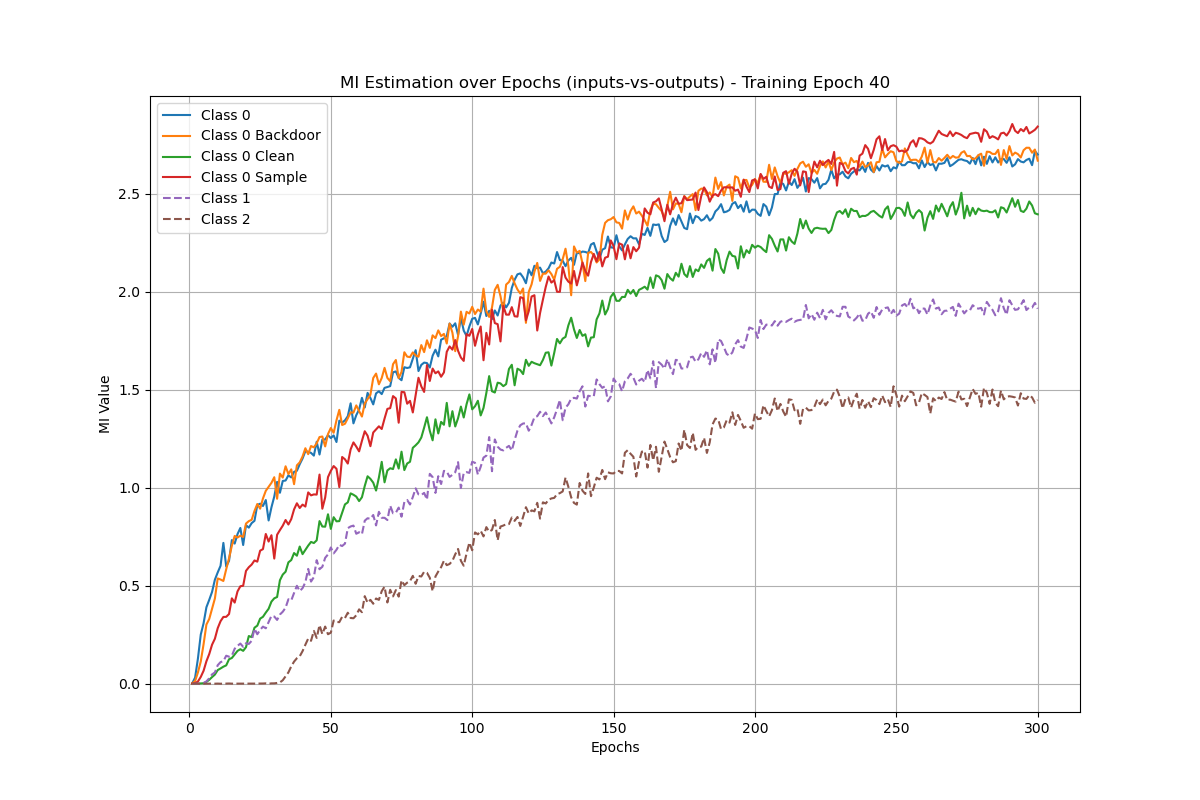 MI Estimation over Epochs (inputs-vs-outputs) - Training Epoch 40
Class 0
Class 0 Backdoor
Class 0 Clean
Class 0 Sample
Class 1
Class 2
MI Value
2.5
2.0
1.5
1.0
0.5
0.0
0 50 100 150 200 250 300
Epochs